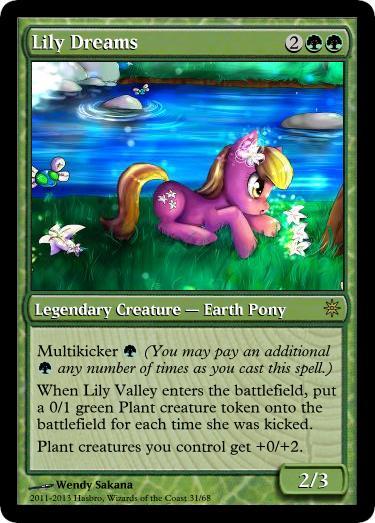 Lily Dreams 2
Legendary Creature — Earth Pony
Multikicker (You may pay an additional
any number of times as you cast this spell.)
When Lily Valley enters the battlefield, put
a 0/1 green Plant creature token onto the
battlefield for each time she was kicked.
Plant creatures you control get +0/+2.
Wendy Sakana
2011-2013 Hasbro, Wizards of the Coast 31/68
2/3